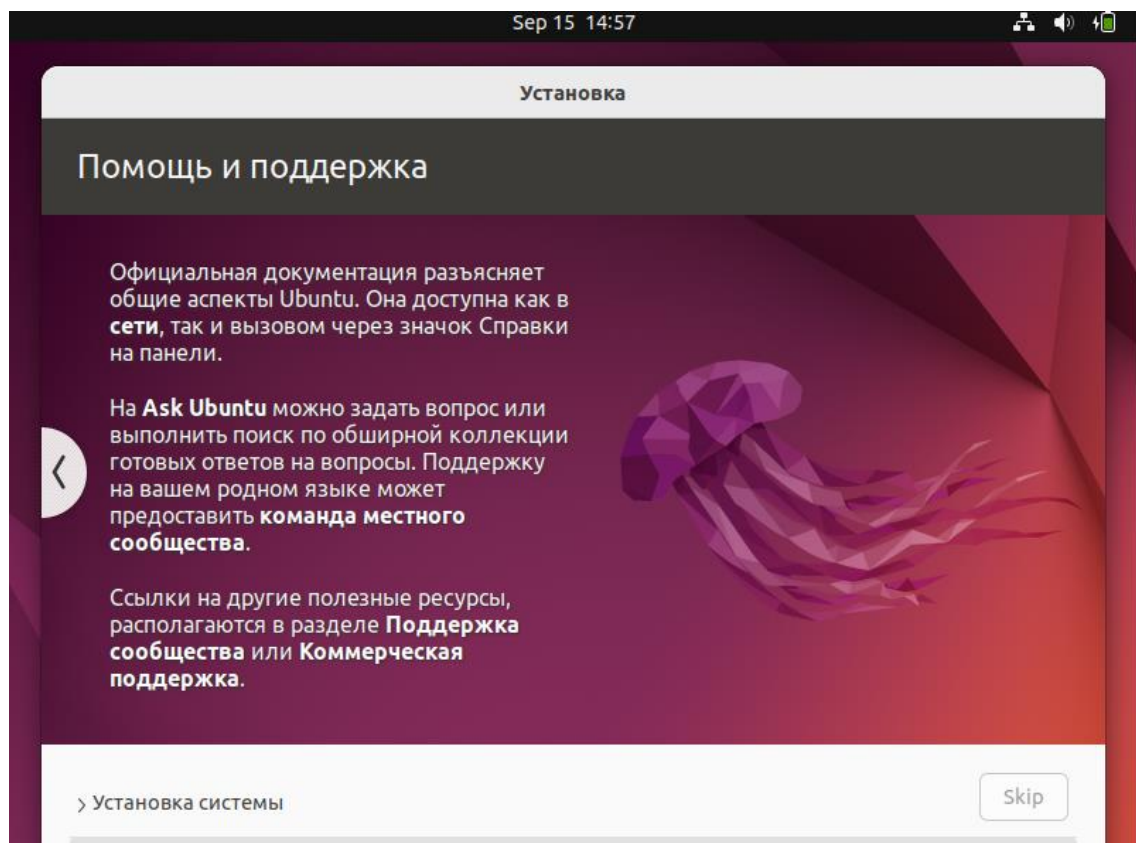 Sep 15 14:57
Установка
Помощь и поддержка
Официальная документация разъясняет
общие аспекты Ubuntu. Она доступна как в
сети, так и вызовом через значок Справки
на панели.
На Ask Ubuntu можно задать вопрос или
выполнить поиск по обширной коллекции
готовых ответов на вопросы. Поддержку
на вашем родном языке может
предоставить команда местного
сообщества.
Ссылки на другие полезные ресурсы,
располагаются в разделе Поддержка
сообщества или Коммерческая
поддержка.
Установка системы
Skip